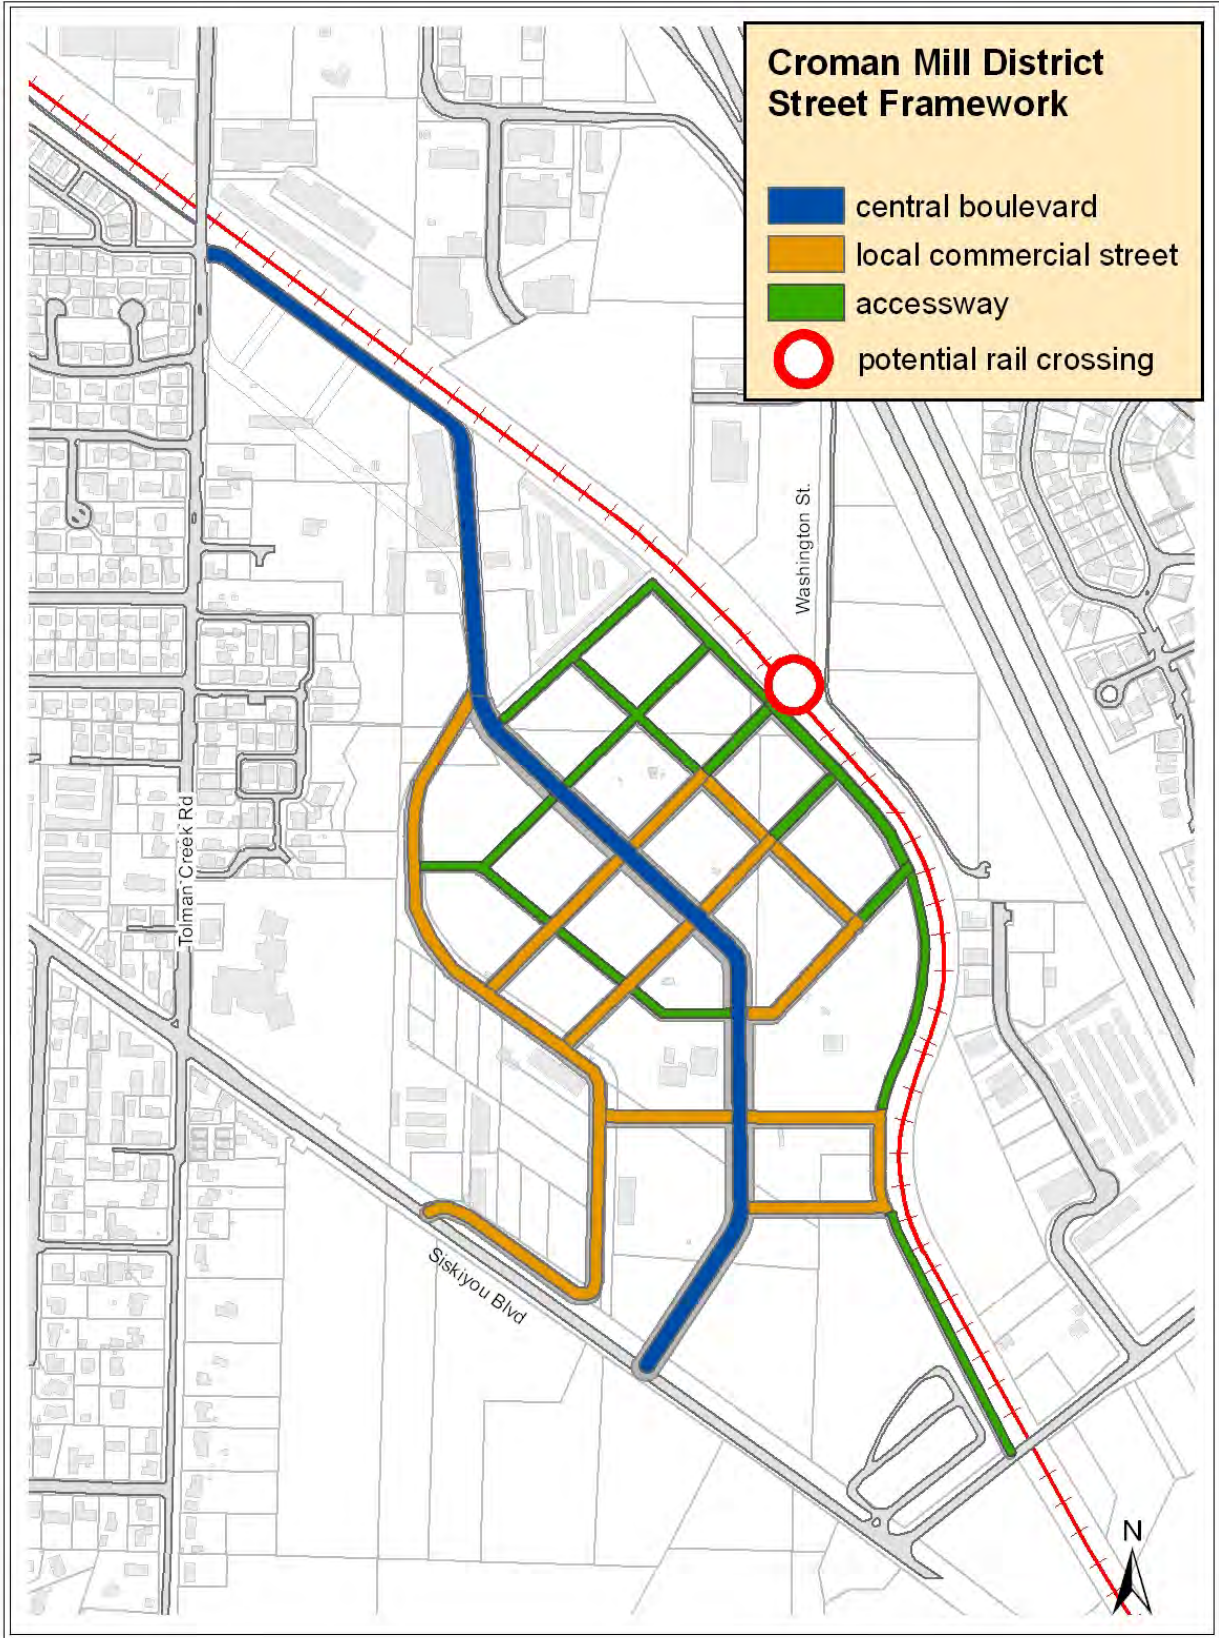 Croman Mill District
Street Framework
central boulevard
local commercial street
accessway
potential rail crossing
Washington St.
Tolman Creek Rd
Siskiyou Blvd
N